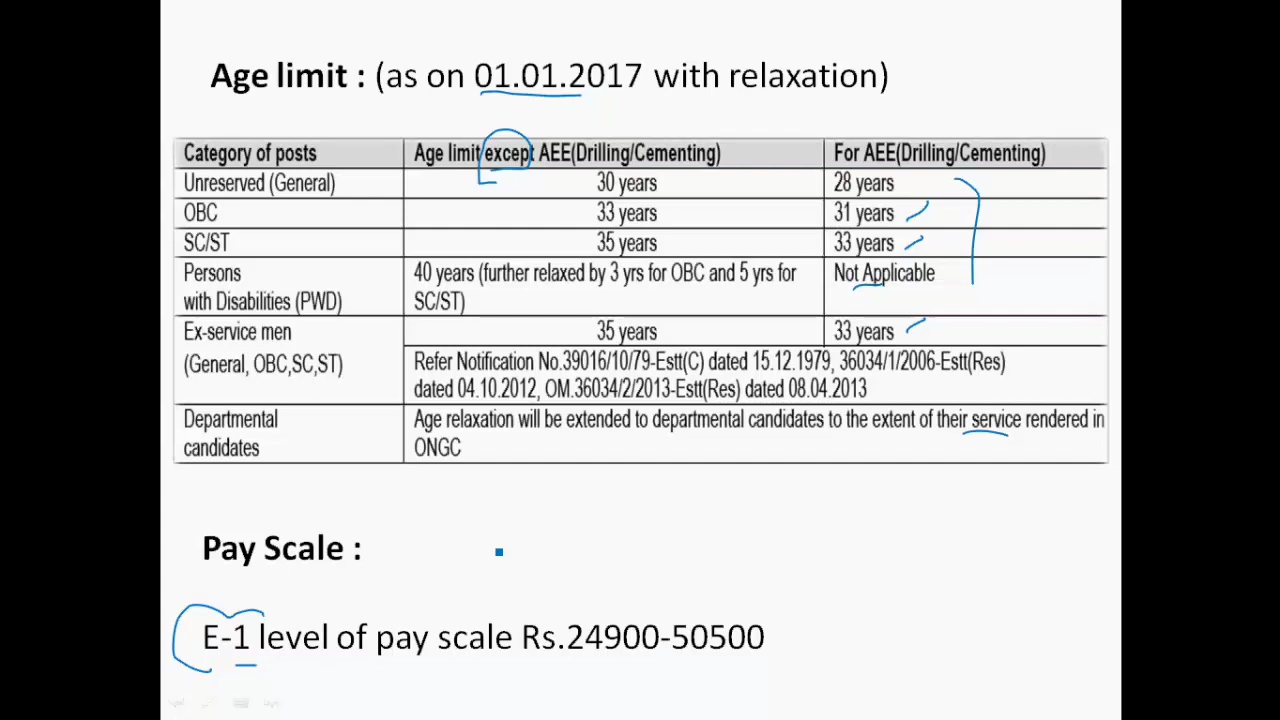 Age limit : (as on 01.01.2017 with relaxation)
Category of posts Age limit except AEE(Drilling/Cementing) For AEE(Drilling/Cementing)
Unreserved (General) 30 years 28 years
OBC 33 years 31 years
SC/ST 35 years 33 years
Persons 40 years (further relaxed by 3 yrs for OBC and 5 yrs for Not Applicable
with Disabilities (PWD) SC/ST)
Ex-service men 35 years 33 years
(General, OBC,SC,ST) Refer Notification No.39016/10/79-Estt(C) dated 15.12.1979, 36034/1/2006-Estt(Res)
dated 04.10.2012, OM.36034/2/2013-Estt(Res) dated 08.04.2013
Departmental Age relaxation will be extended to departmental candidates to the extent of their service rendered in
candidates ONGC
Pay Scale :
E-1 level of pay scale Rs.24900-50500